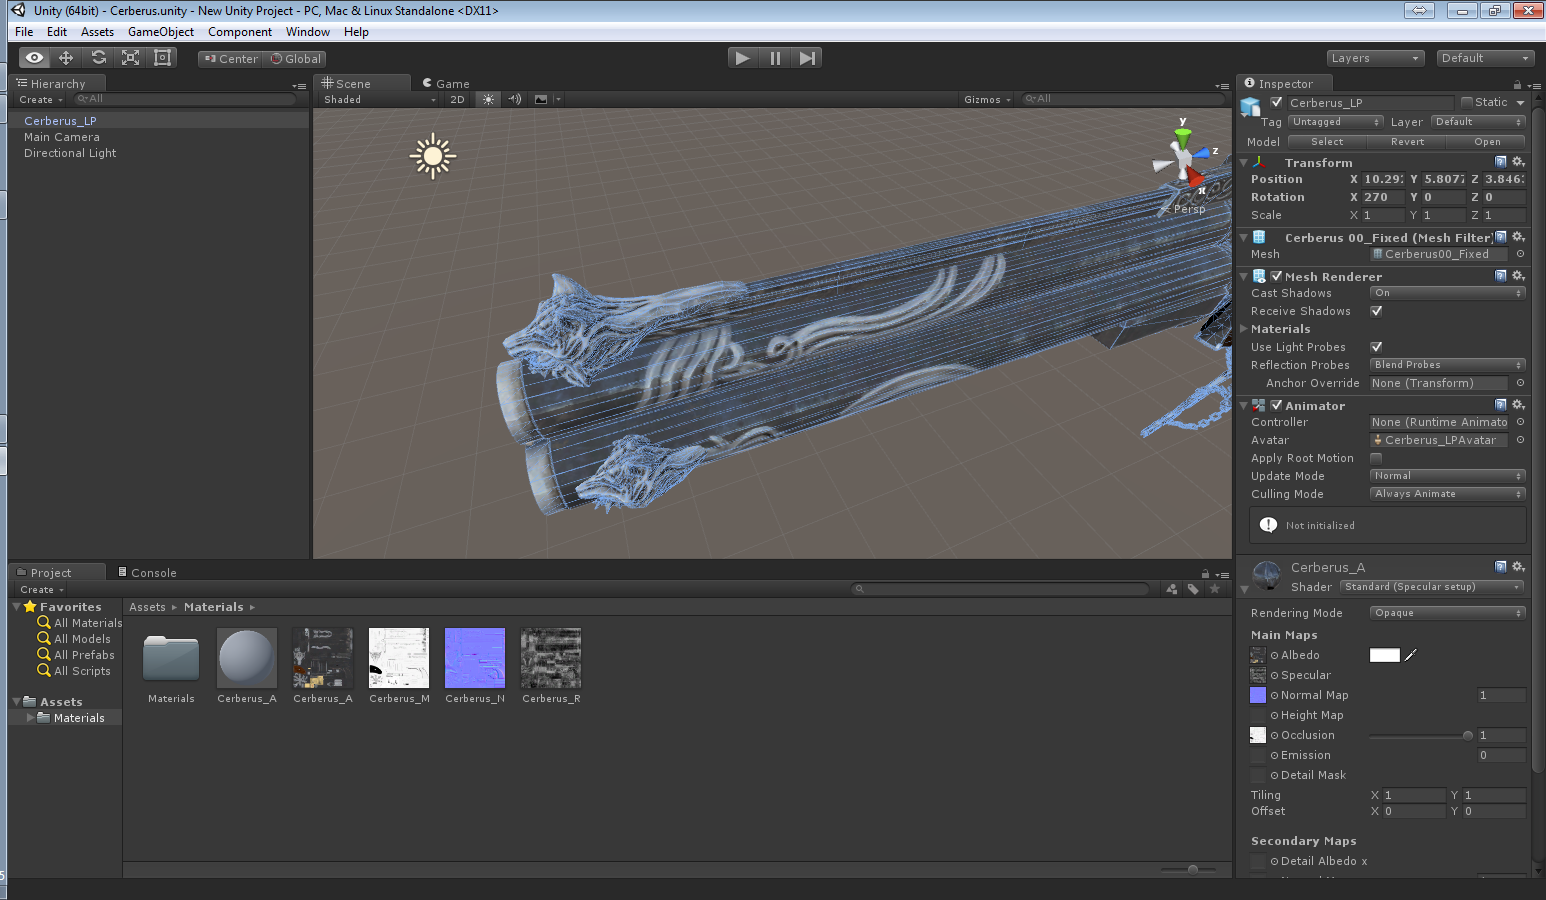 Unity (64bit) - Cerberus.unity - New Unity Project - PC, Mac & Linux Standalone <DX11>
File Edit Assets GameObject Component Window Help
Center Global
Layers Default
Hierarchy
Create All
Cerberus_LP
Main Camera
Directional Light
Scene Game
Shaded 2D Gizmos All
y
z
x
Persp
Inspector
Cerberus_LP Static
Tag Untagged Layer Default
Model Select Revert Open
Transform
Position X 10.29 Y 5.807 Z 3.846
Rotation X 270 Y 0 Z 0
Scale X 1 Y 1 Z 1
Cerberus 00_Fixed (Mesh Filter)
Mesh Cerberus00_Fixed
Mesh Renderer
Cast Shadows On
Receive Shadows
Materials
Use Light Probes
Reflection Probes Blend Probes
Anchor Override None (Transform)
Animator
Controller None (Runtime Animato
Avatar Cerberus_LPAvatar
Apply Root Motion
Update Mode Normal
Culling Mode Always Animate
Not initialized
Cerberus_A
Shader Standard (Specular setup)
Rendering Mode Opaque
Main Maps
Albedo
Specular
Normal Map 1
Height Map
Occlusion 1
Emission 0
Detail Mask
Tiling X 1 Y 1
Offset X 0 Y 0
Secondary Maps
Detail Albedo x
Project Console
Create
Favorites
All Materials
All Models
All Prefabs
All Scripts
Assets
Materials
Assets Materials
Materials Cerberus_A Cerberus_A Cerberus_M Cerberus_N Cerberus_R
5